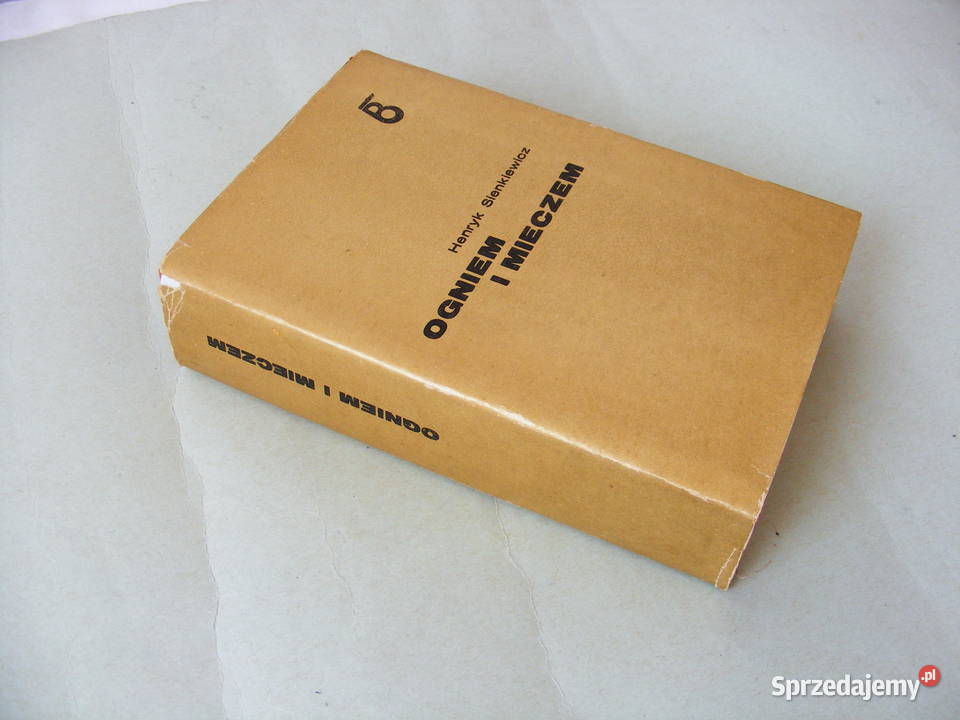 Henryk Sienkiewicz
OGNIEM
I MIECZEM
OGNIEM I MIECZEM
Sprzedajemy.pl